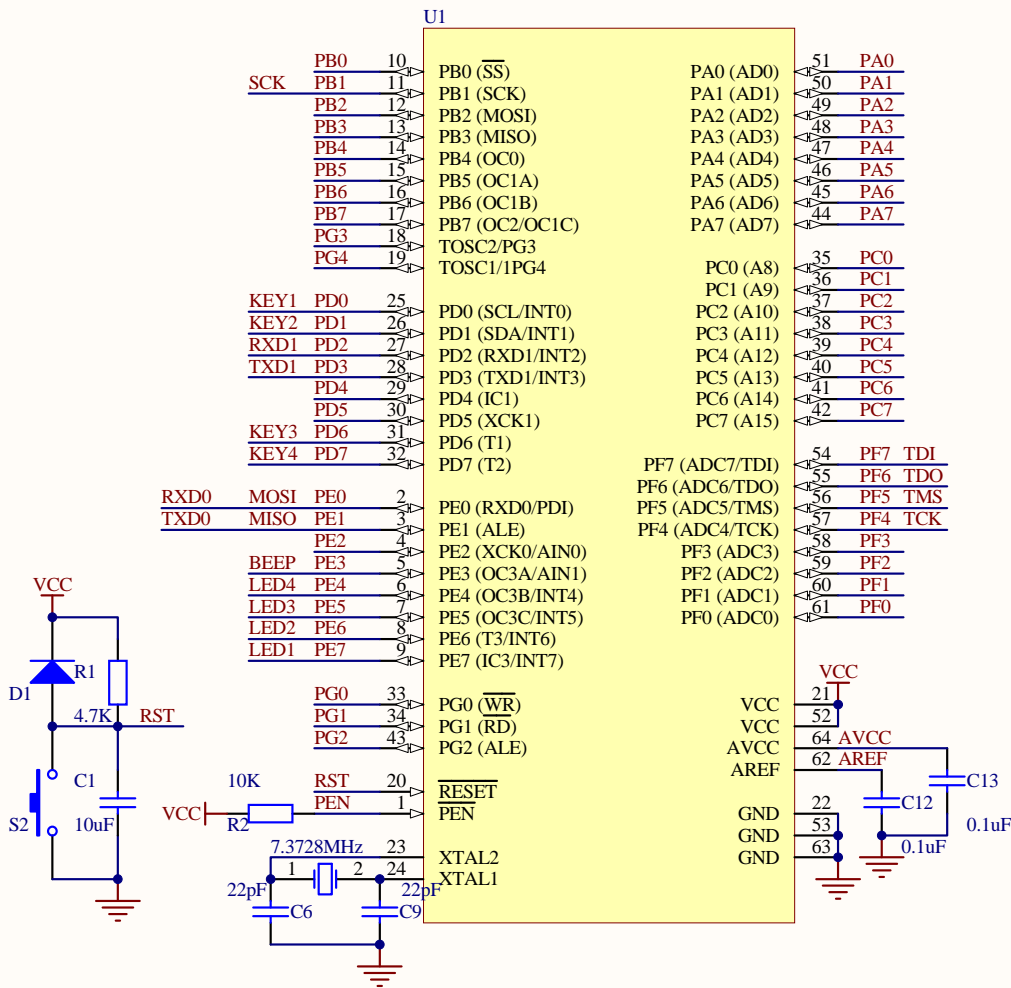 U1
PB0 10 PB0 (SS) PA0 (AD0) 51 PA0
SCK PB1 11 PB1 (SCK) PA1 (AD1) 50 PA1
PB2 12 PB2 (MOSI) PA2 (AD2) 49 PA2
PB3 13 PB3 (MISO) PA3 (AD3) 48 PA3
PB4 14 PB4 (OC0) PA4 (AD4) 47 PA4
PB5 15 PB5 (OC1A) PA5 (AD5) 46 PA5
PB6 16 PB6 (OC1B) PA6 (AD6) 45 PA6
PB7 17 PB7 (OC2/OC1C) PA7 (AD7) 44 PA7
PG3 18 TOSC2/PG3
PG4 19 TOSC1/1PG4 PC0 (A8) 35 PC0
PC1 (A9) 36 PC1
KEY1 PD0 25 PD0 (SCL/INT0) PC2 (A10) 37 PC2
KEY2 PD1 26 PD1 (SDA/INT1) PC3 (A11) 38 PC3
RXD1 PD2 27 PD2 (RXD1/INT2) PC4 (A12) 39 PC4
TXD1 PD3 28 PD3 (TXD1/INT3) PC5 (A13) 40 PC5
PD4 29 PD4 (IC1) PC6 (A14) 41 PC6
PD5 30 PD5 (XCK1) PC7 (A15) 42 PC7
KEY3 PD6 31 PD6 (T1)
KEY4 PD7 32 PD7 (T2) PF7 (ADC7/TDI) 54 PF7 TDI
PF6 (ADC6/TDO) 55 PF6 TDO
RXD0 MOSI PE0 2 PE0 (RXD0/PDI) PF5 (ADC5/TMS) 56 PF5 TMS
TXD0 MISO PE1 3 PE1 (ALE) PF4 (ADC4/TCK) 57 PF4 TCK
PE2 4 PE2 (XCK0/AIN0) PF3 (ADC3) 58 PF3
BEEP PE3 5 PE3 (OC3A/AIN1) PF2 (ADC2) 59 PF2
VCC LED4 PE4 6 PE4 (OC3B/INT4) PF1 (ADC1) 60 PF1
LED3 PE5 7 PE5 (OC3C/INT5) PF0 (ADC0) 61 PF0
LED2 PE6 8 PE6 (T3/INT6)
LED1 PE7 9 PE7 (IC3/INT7)
D1 R1 VCC
PG0 33 PG0 (WR) VCC 21
4.7K RST PG1 34 PG1 (RD) VCC 52
PG2 43 PG2 (ALE) AVCC 64 AVCC
AREF 62 AREF
C1 10K RST 20 RESET C13
VCC PEN 1 PEN GND 22 C12
S2 10uF R2 GND 53 0.1uF
7.3728MHz 23 XTAL2 GND 63 0.1uF
1 2 24 XTAL1
22pF 22pF
C6 C9